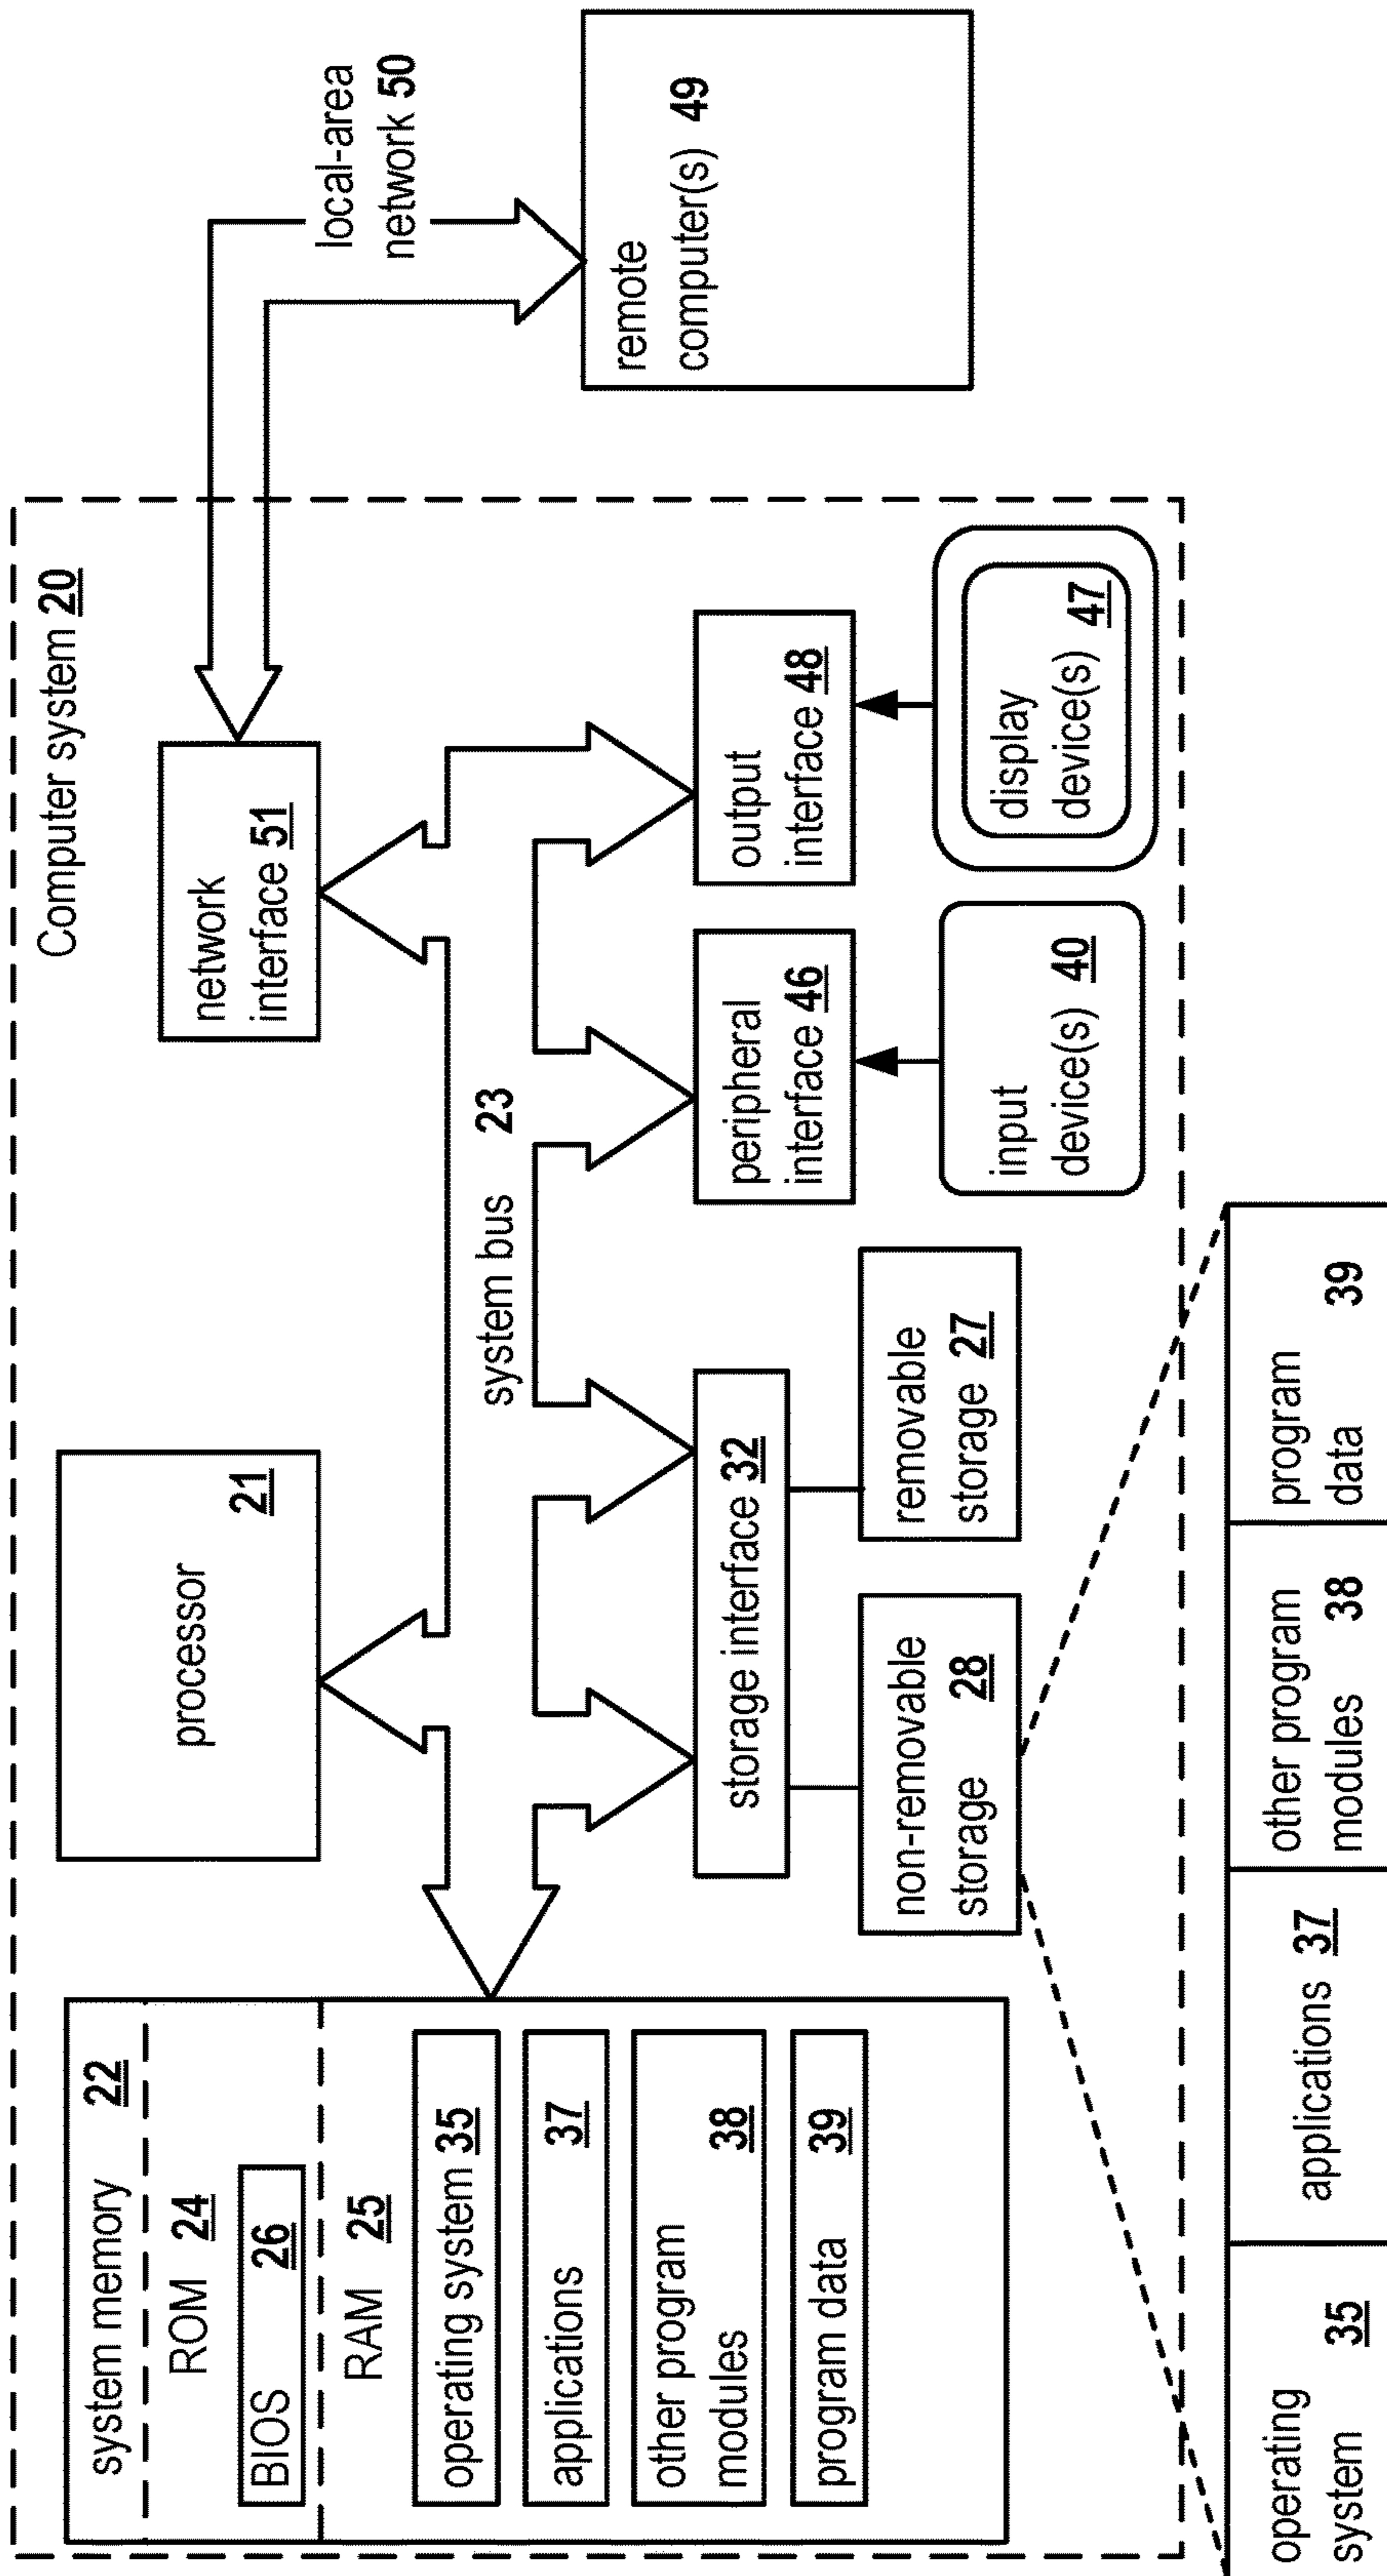 Computer system 20
system memory 22
ROM 24
BIOS 26
RAM 25
operating system 35
applications 37
other program
modules 38
program data 39
processor 21
network
interface 51
local-area
network 50
system bus 23
storage interface 32
non-removable
storage 28
removable
storage 27
peripheral
interface 46
output
interface 48
input
device(s) 40
display
device(s) 47
remote
computer(s) 49
operating
system 35
applications 37
other program
modules 38
program
data 39